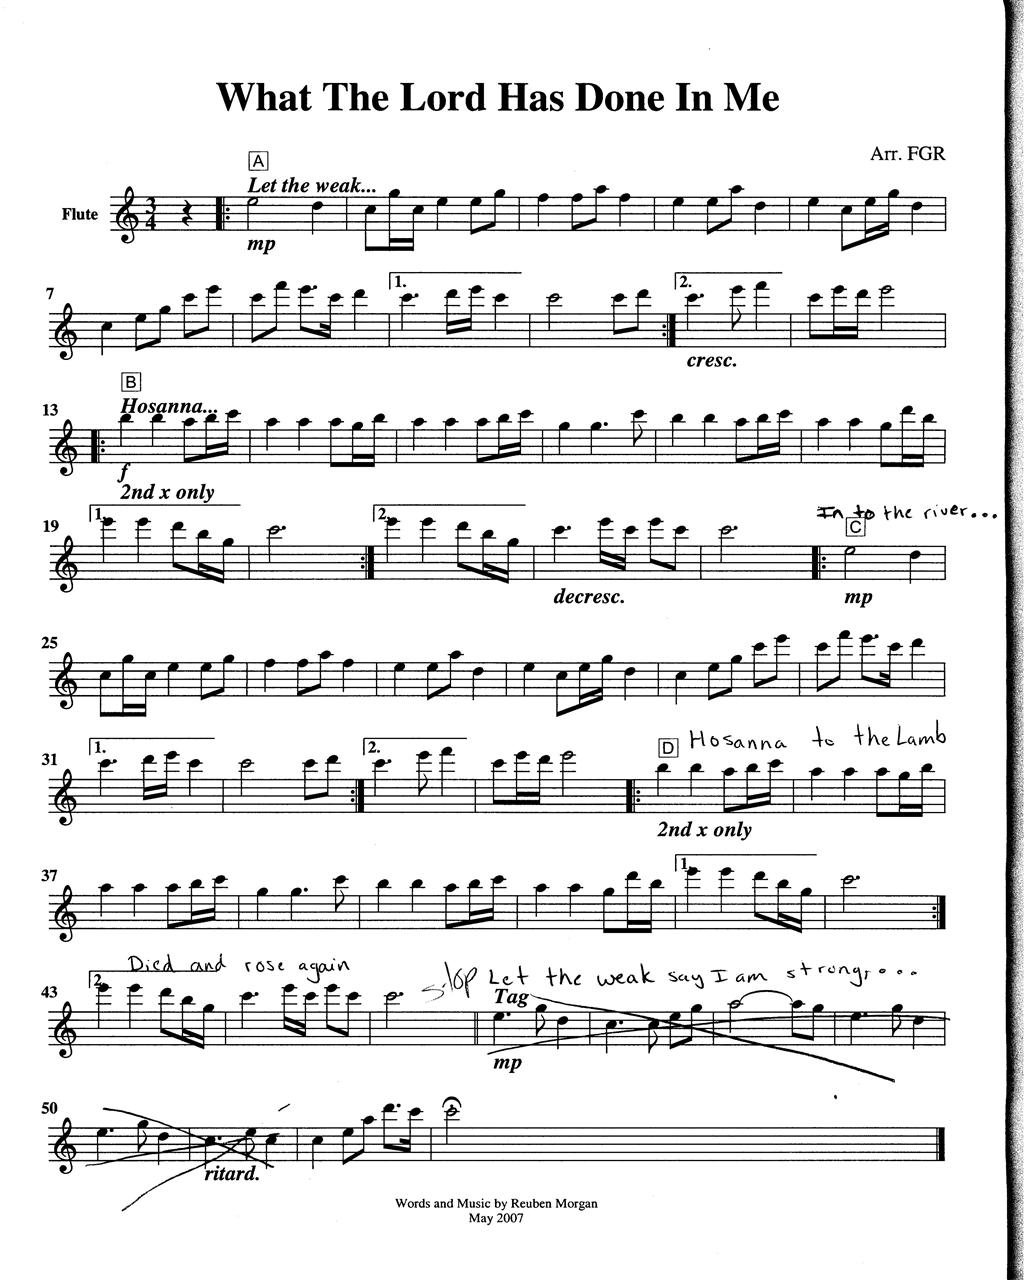 What The Lord Has Done In Me
Arr. FGR
A
Let the weak...
Flute
3
4
mp
7
1.
2.
cresc.
B
13
Hosanna...
f
2nd x only
In to the river...
19
1.
2.
C
decresc.
mp
25
31
1.
2.
D Hosanna to the Lamb
2nd x only
37
1.
Died and rose again
stop Let the weak say I am strong...
43
2.
Tag
mp
50
ritard.
Words and Music by Reuben Morgan
May 2007